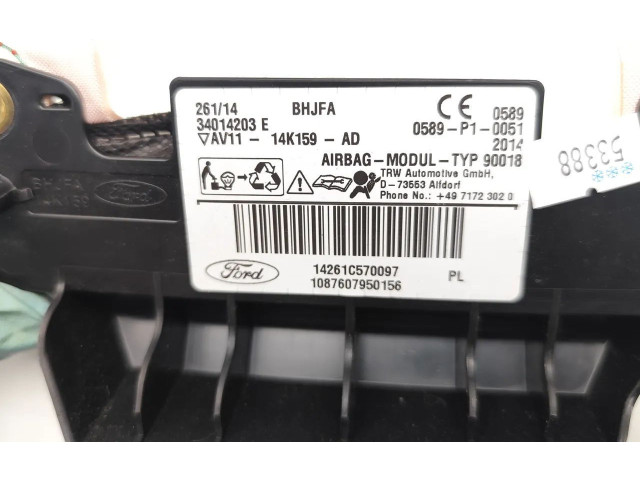 261/14 BHJFA
34014203 E
AV11 - 14K159 - AD
0589
0589-P1-0051
2014
AIRBAG-MODUL-TYP 90018
TRW Automotive GmbH,
D-73553 Alfdorf
Phone No.: +49 7172 302 0
Ford
14261C570097
1087607950156
PL
53388
BHJFA
Ford